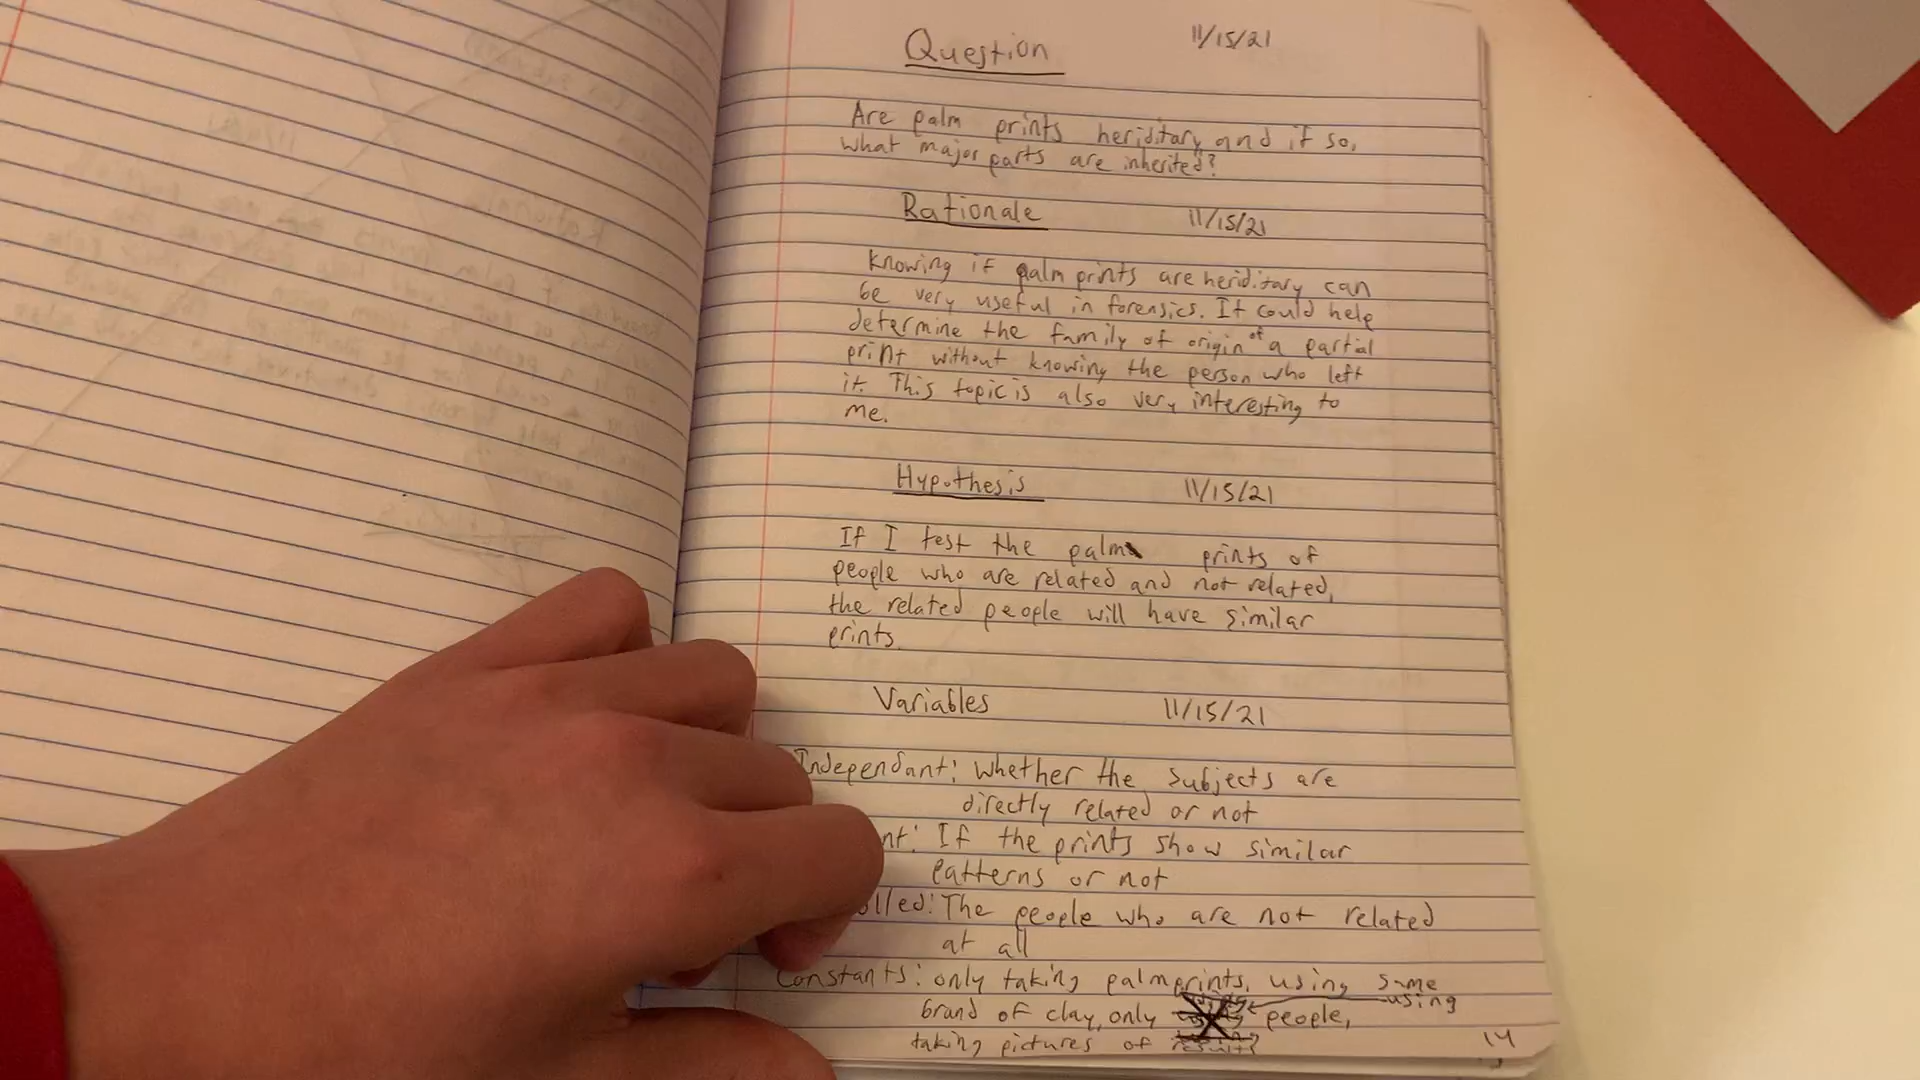 Question 11/15/21
Are palm prints heriditary and if so,
what major parts are inherited?
Rationale 11/15/21
Knowing if palm prints are heriditary can
be very useful in forensics. It could help
determine the family of origin of a partial
print without knowing the person who left
it. This topic is also very interesting to
me.
Hypothesis 11/15/21
If I test the palm prints of
people who are related and not related,
the related people will have similar
prints.
Variables 11/15/21
Independant: Whether the subjects are
directly related or not
nt: If the prints show similar
patterns or not
olled: The people who are not related
at all
Constants: only taking palmprints, using same
brand of clay, only using people,
taking pictures of
14